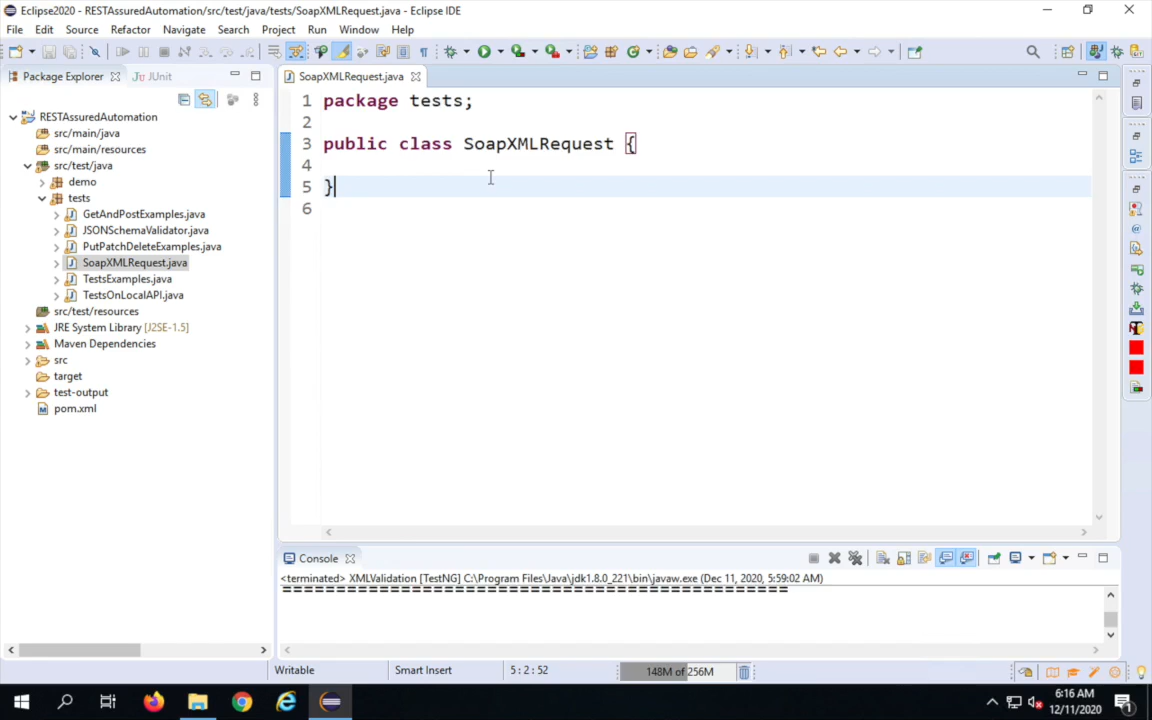 Eclipse2020 - RESTAssuredAutomation/src/test/java/tests/SoapXMLRequest.java - Eclipse IDE
File Edit Source Refactor Navigate Search Project Run Window Help
Package Explorer JUnit
SoapXMLRequest.java
RESTAssuredAutomation
src/main/java
src/main/resources
src/test/java
demo
tests
GetAndPostExamples.java
JSONSchemaValidator.java
PutPatchDeleteExamples.java
SoapXMLRequest.java
TestsExamples.java
TestsOnLocalAPI.java
src/test/resources
JRE System Library [J2SE-1.5]
Maven Dependencies
src
target
test-output
pom.xml
1 package tests;
2
3 public class SoapXMLRequest {
4
5 }
6
Console
<terminated> XMLValidation [TestNG] C:\Program Files\Java\jdk1.8.0_221\bin\javaw.exe (Dec 11, 2020, 5:59:02 AM)
===============================================
Writable Smart Insert 5 : 2 : 52 148M of 256M
6:16 AM
12/11/2020
1